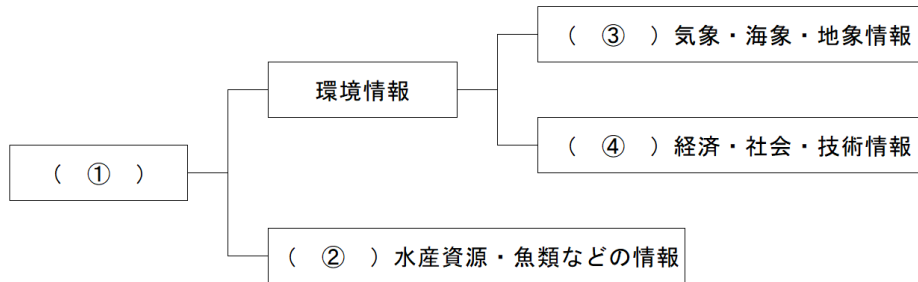 ( ③ ) 気象・海象・地象情報
環境情報
( ④ ) 経済・社会・技術情報
( ① )
( ② ) 水産資源・魚類などの情報